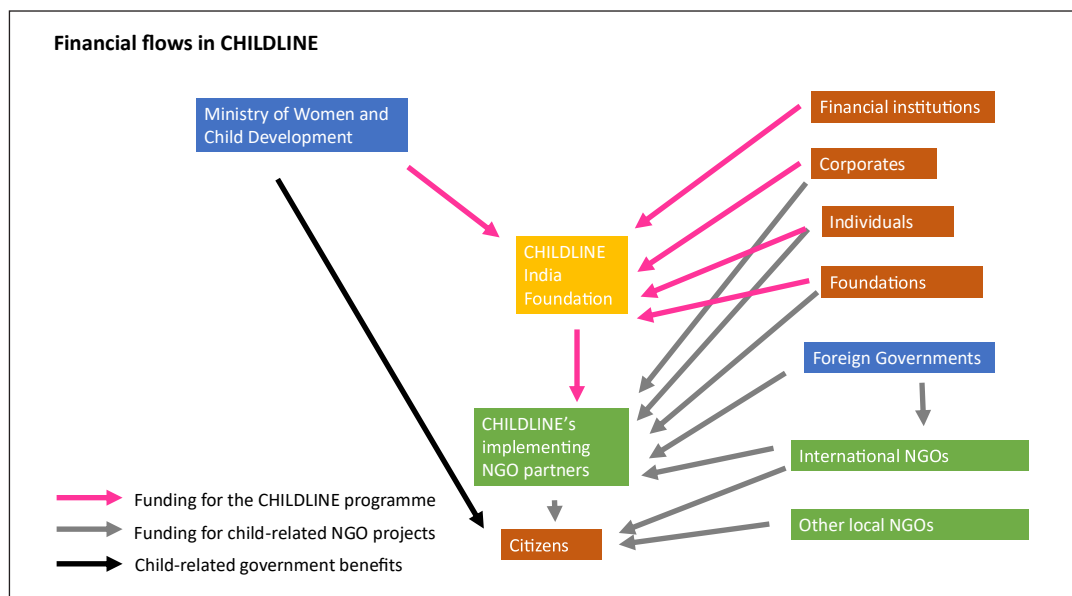 Financial flows in CHILDLINE
Ministry of Women and
Child Development
Financial institutions
Corporates
Individuals
Foundations
CHILDLINE
India
Foundation
Foreign Governments
CHILDLINE’s
implementing
NGO partners
International NGOs
Other local NGOs
Citizens
Funding for the CHILDLINE programme
Funding for child-related NGO projects
Child-related government benefits